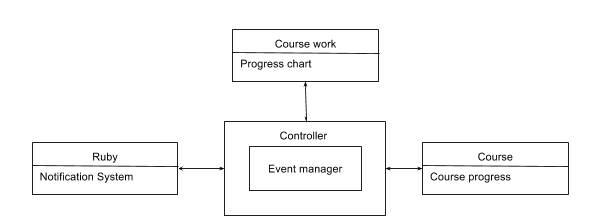 Course work
Progress chart
Controller
Event manager
Ruby
Notification System
Course
Course progress